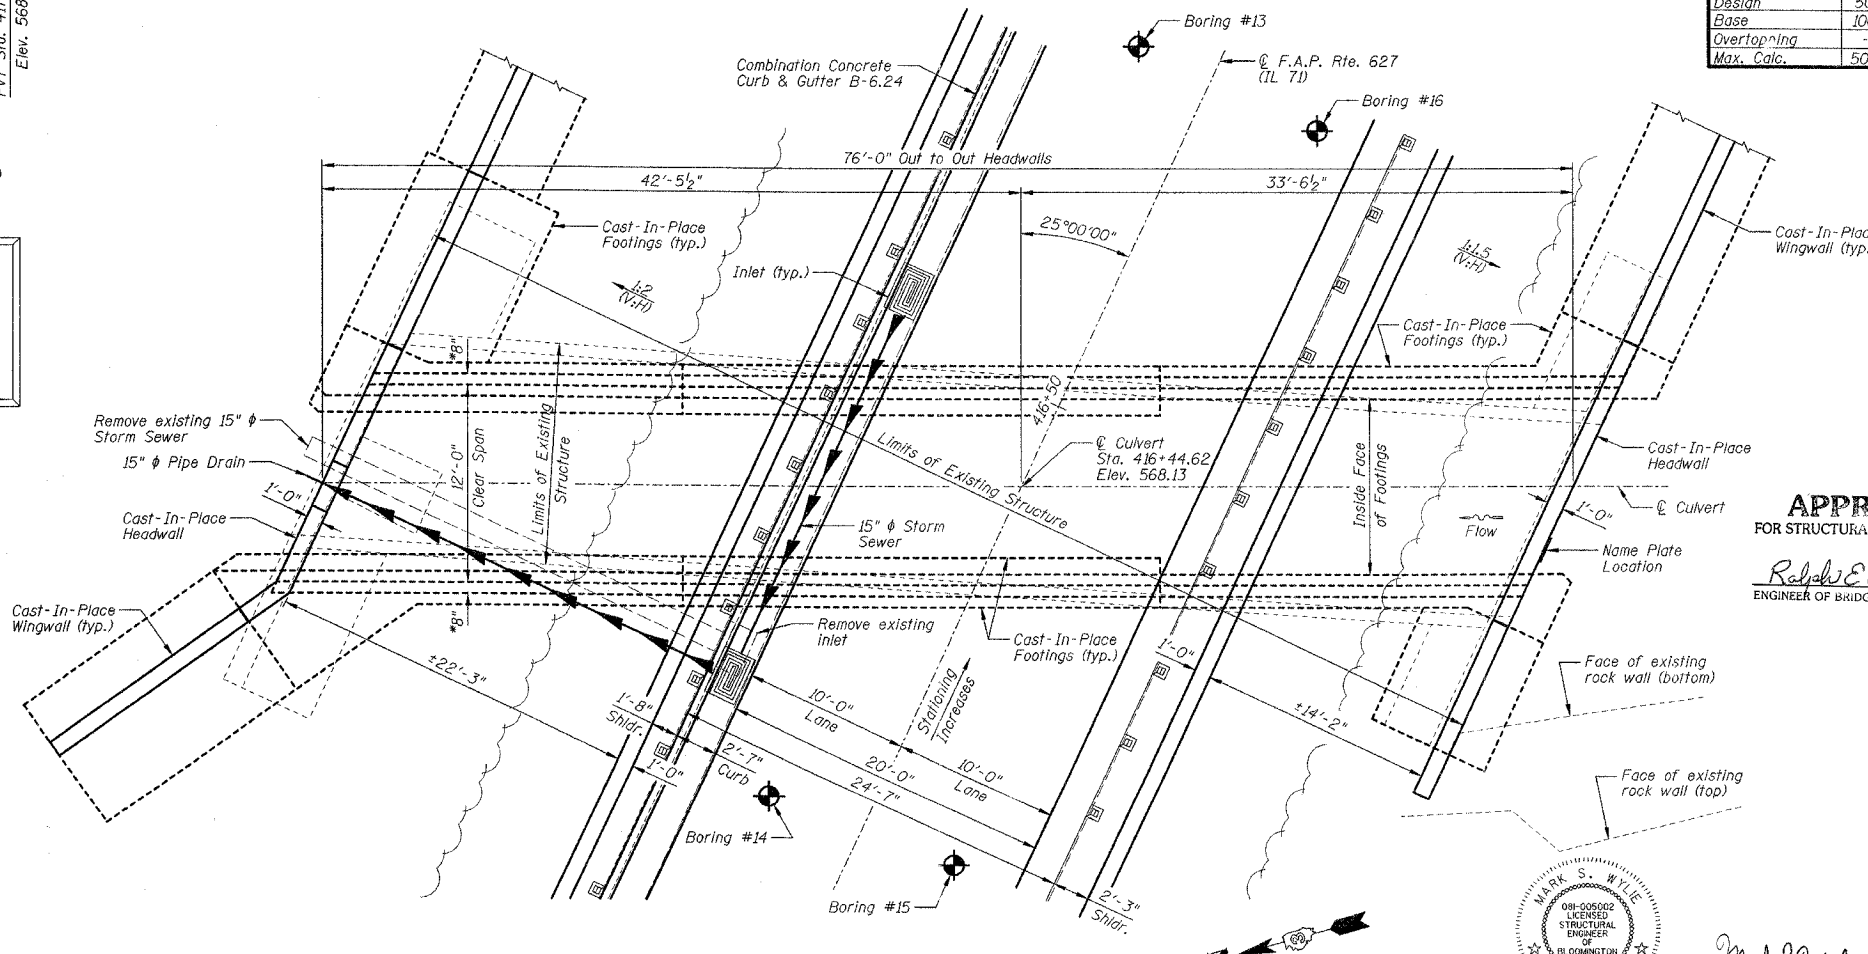 Elev. 568
Design
Base
Overtopping
Max. Calc.
Boring #13
Combination Concrete
Curb & Gutter B-6.24
℄ F.A.P. Rte. 627
(IL 71)
Boring #16
76'-0" Out to Out Headwalls
42'-5½"
33'-6½"
Cast-In-Place
Footings (typ.)
25°00'00"
Inlet (typ.)
1:2
(V:H)
1:1.5
(V:H)
Cast-In-Place
Footings (typ.)
Wingwall (typ.
*8"
416+50
Remove existing 15" ϕ
Storm Sewer
15" ϕ Pipe Drain
1'-0"
Cast-In-Place
Headwall
12'-0"
Clear Span
Limits of Existing
Structure
Limits of Existing Structure
℄ Culvert
Sta. 416+44.62
Elev. 568.13
Inside Face
of Footings
Cast-In-Place
Headwall
1'-0"
℄ Culvert
Flow
Name Plate
Location
15" ϕ Storm
Sewer
FOR STRUCTURA
ENGINEER OF BRIDG
Cast-In-Place
Wingwall (typ.)
*8"
Remove existing
inlet
Cast-In-Place
Footings (typ.)
±22'-3"
1'-8"
Shldr.
1'-0"
2'-7"
Curb
10'-0"
Lane
20'-0"
24'-7"
10'-0"
Lane
Stationing
Increases
1'-0"
±14'-2"
2'-3"
Shldr.
Face of existing
rock wall (bottom)
Face of existing
rock wall (top)
Boring #14
Boring #15
MARK S. WYLIE
081-005002
LICENSED
STRUCTURAL
ENGINEER
OF
BLOOMINGTON